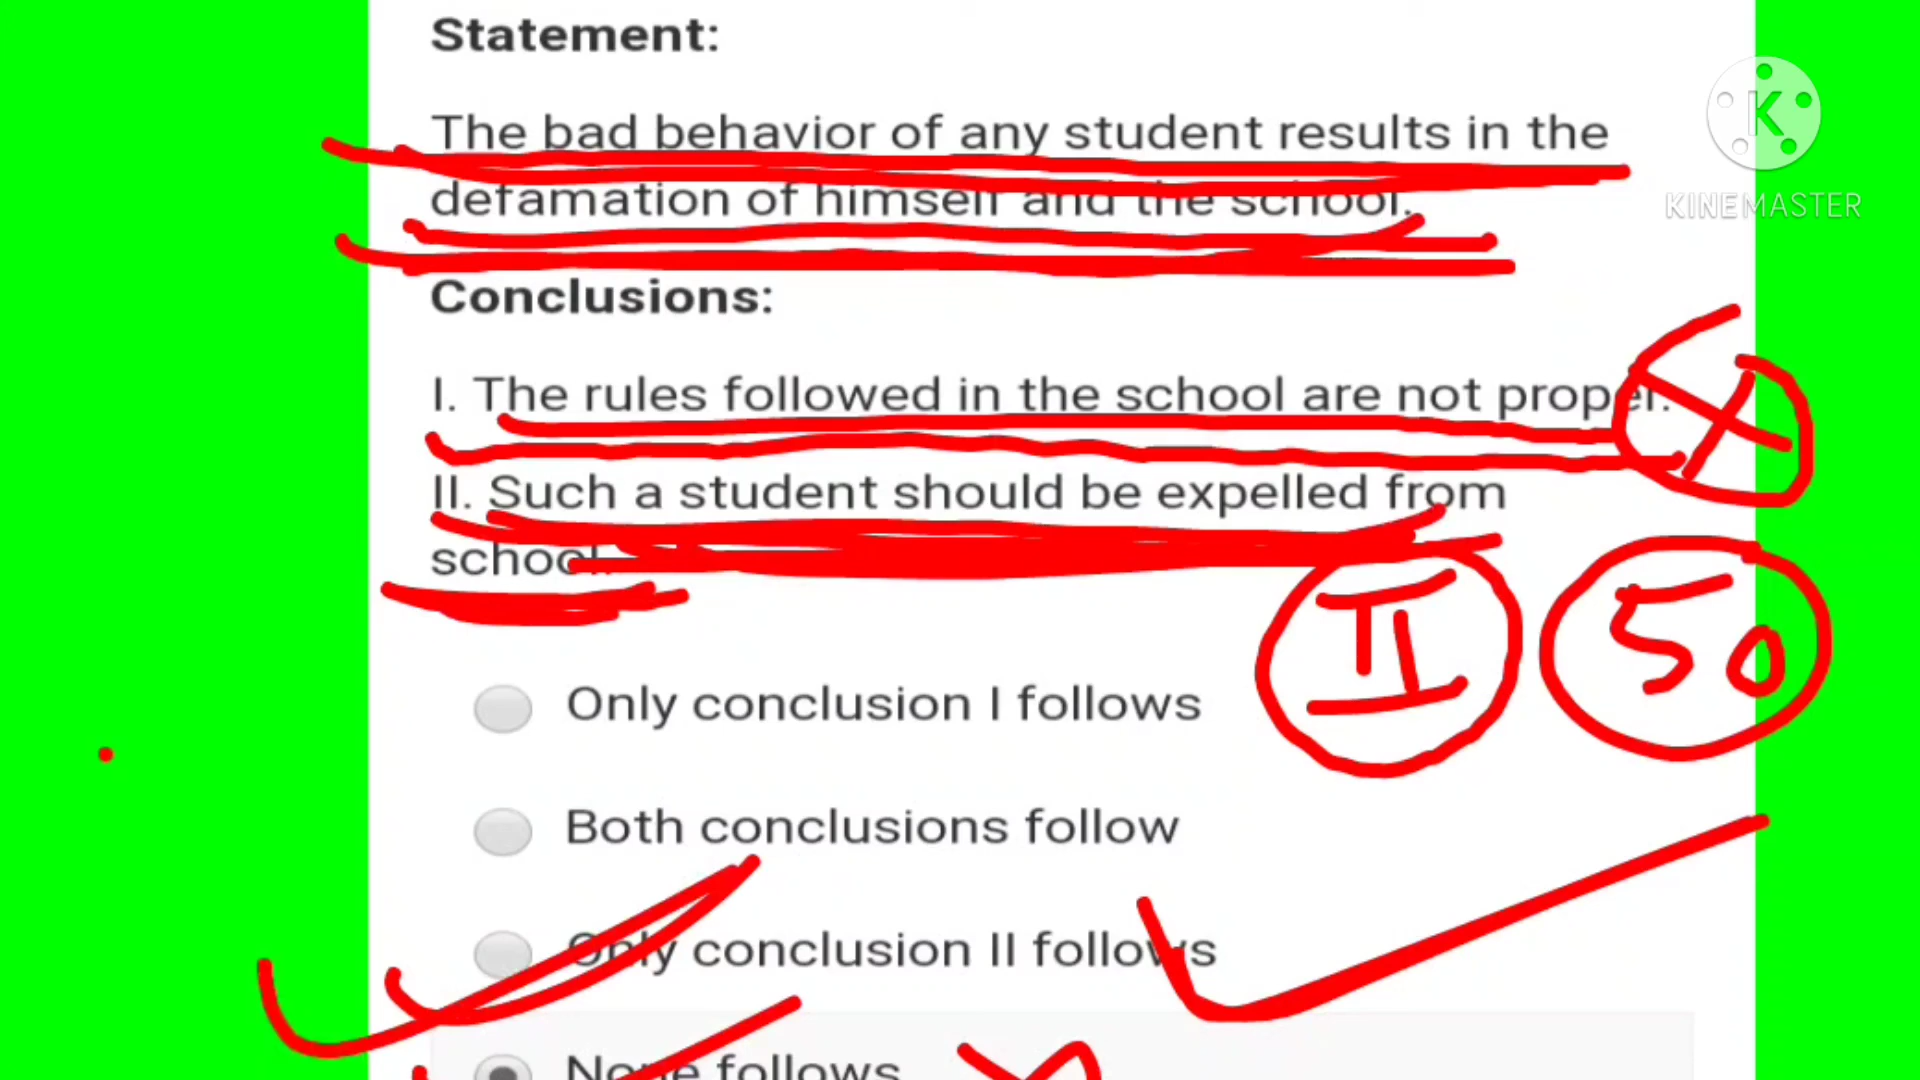 Statement:
The bad behavior of any student results in the
defamation of himself and the school.
K
KINEMASTER
Conclusions:
I. The rules followed in the school are not proper.
II. Such a student should be expelled from
school.
II 50
Only conclusion I follows
Both conclusions follow
Only conclusion II follows
None follows